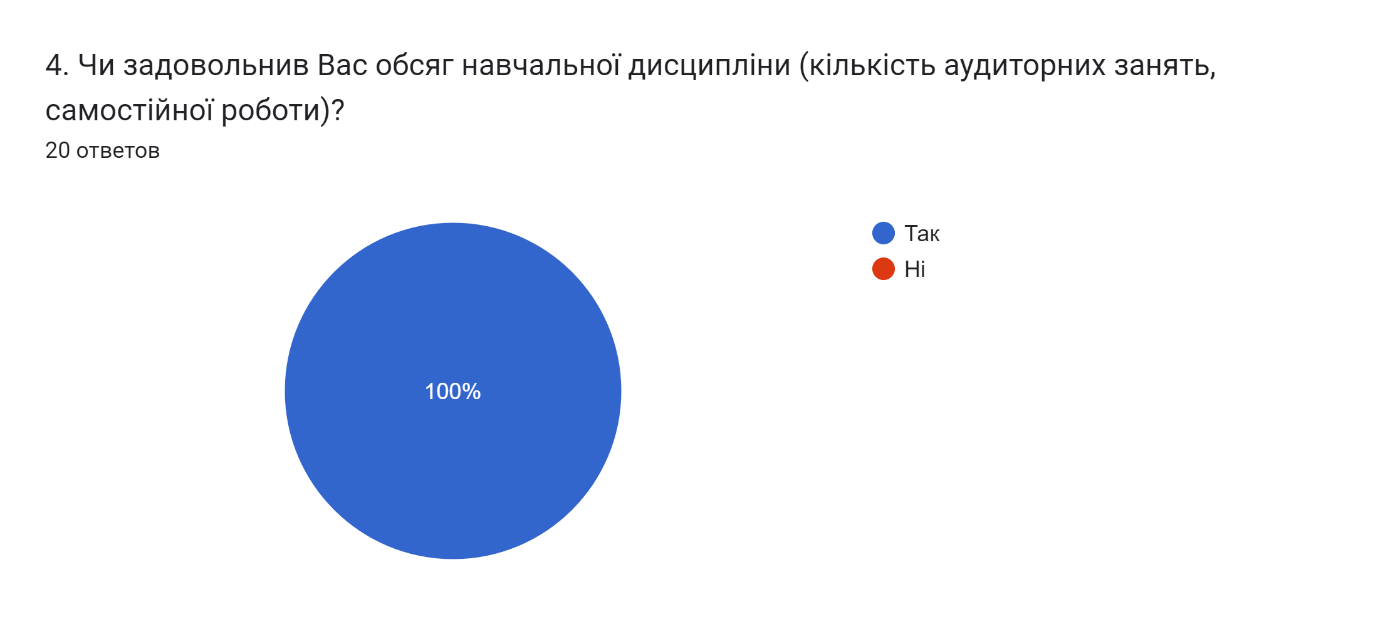 4. Чи задовольнив Вас обсяг навчальної дисципліни (кількість аудиторних занять,
самостійної роботи)?
20 ответов
Так
Ні
100%